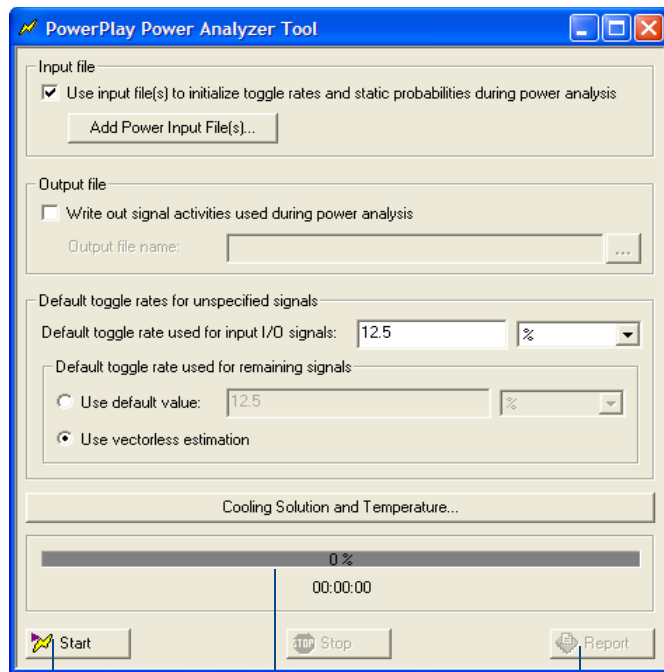 PowerPlay Power Analyzer Tool
Input file
Use input file(s) to initialize toggle rates and static probabilities during power analysis
Add Power Input File(s)...
Output file
Write out signal activities used during power analysis
Output file name:
...
Default toggle rates for unspecified signals
Default toggle rate used for input I/O signals: 12.5 %
Default toggle rate used for remaining signals
Use default value: 12.5 %
Use vectorless estimation
Cooling Solution and Temperature...
0 %
00:00:00
Start STOP Stop Report